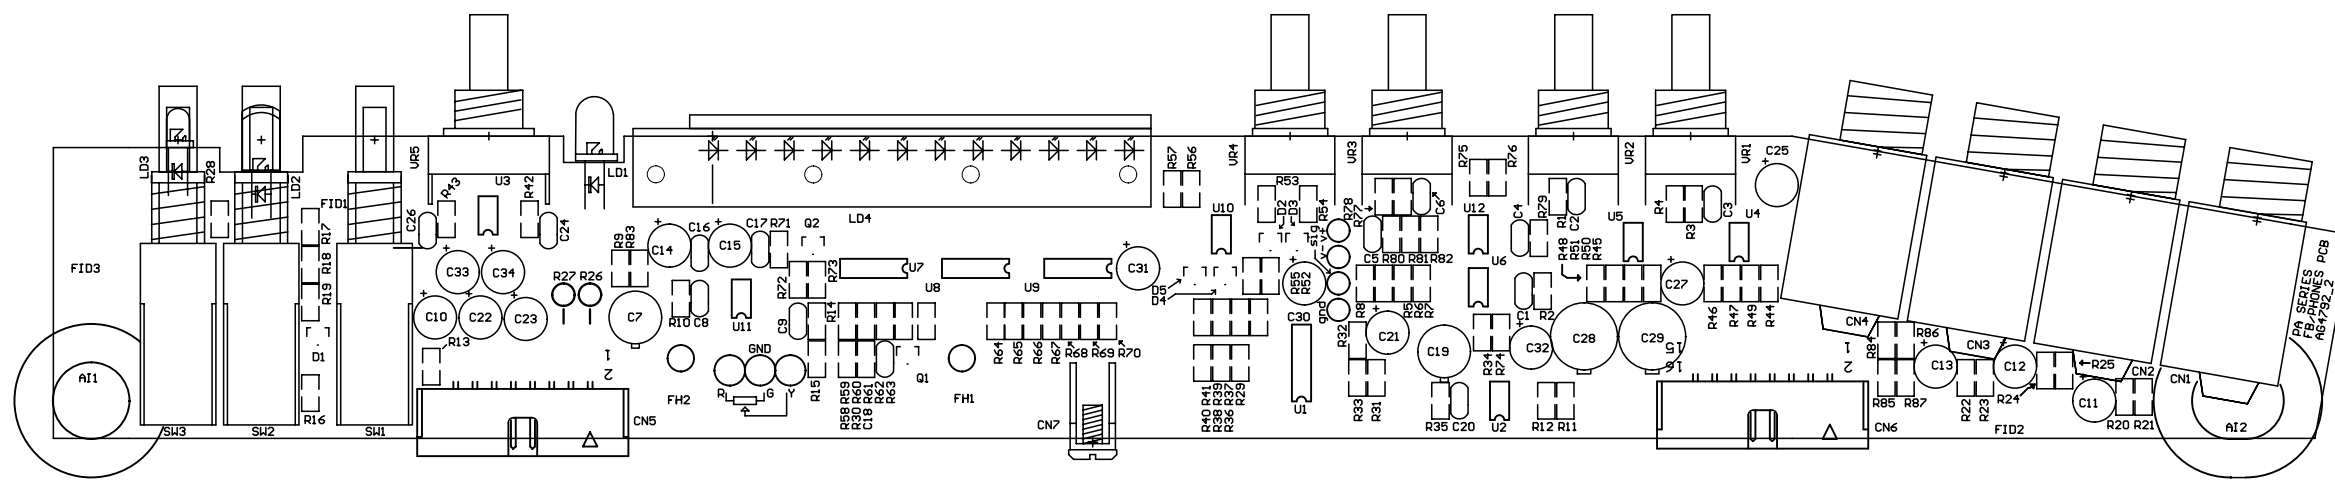 LD3
R28
LD2
VR5
R43
U3
R42
LD1
C26
FID1
C24
R17
R18
R19
FID3
C33
C34
R27
R26
R9
R83
C14
C16
C15
C17
R71
Q2
LD4
C10
C22
C23
C7
R10
C8
U11
R72
R73
C9
R14
U7
U8
U9
C31
D1
R13
1
2
AI1
R16
SW3
SW2
SW1
CN5
FH2
GND
R
G
Y
R15
R58
R59
R30
R60
C18
R61
R62
R63
Q1
FH1
R64
R65
R66
R67
R68
R69
R70
CN7
R57
R56
VR4
U10
R53
D2
D3
R54
V-
V+
sig
gnd
D5
D4
R55
R52
C30
R40
R41
R38
R39
R36
R37
R29
U1
VR3
R78
R77
C6
C5
R80
R81
R82
R8
R5
R6
R7
R32
C21
C19
R33
R31
R35
C20
R75
R76
U12
C4
R79
R1
C2
U6
C1
R2
R34
R74
C32
U2
R12
R11
VR2
U5
R48
R51
R50
R45
C28
C29
VR1
R4
R3
C3
U4
C27
R46
R47
R49
R44
15
16
C25
CN4
1
2
CN6
R84
R86
R85
R87
C13
CN3
R22
R23
C12
R24
R25
CN2
C11
R20
R21
CN1
FID2
AI2
PA SERIES
FB/PHONES PCB
AG4792_2